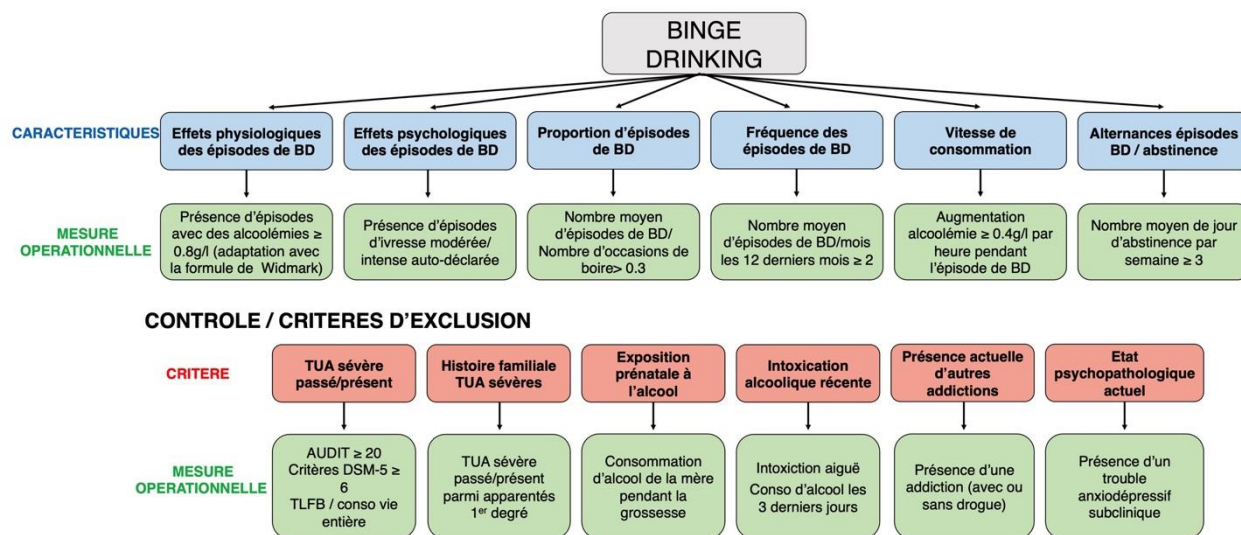 BINGE
DRINKING
CARACTERISTIQUES
Effets physiologiques
des épisodes de BD
Effets psychologiques
des épisodes de BD
Proportion d'épisodes
de BD
Fréquence des
épisodes de BD
Vitesse de
consommation
Alternances épisodes
BD / abstinence
MESURE
OPERATIONNELLE
Présence d'épisodes
avec des alcoolémies ≥
0.8g/l (adaptation avec
la formule de Widmark)
Présence d'épisodes
d'ivresse modérée/
intense auto-déclarée
Nombre moyen
d'épisodes de BD/
Nombre d'occasions de
boire> 0.3
Nombre moyen
d'épisodes de BD/mois
les 12 derniers mois ≥ 2
Augmentation
alcoolémie ≥ 0.4g/l par
heure pendant
l'épisode de BD
Nombre moyen de jour
d'abstinence par
semaine ≥ 3
CONTROLE / CRITERES D'EXCLUSION
CRITERE
TUA sévère
passé/présent
Histoire familiale
TUA sévères
Exposition
prénatale à
l'alcool
Intoxication
alcoolique récente
Présence actuelle
d'autres
addictions
Etat
psychopathologique
actuel
MESURE
OPERATIONNELLE
AUDIT ≥ 20
Critères DSM-5 ≥
6
TLFB / conso vie
entière
TUA sévère
passé/présent
parmi apparentés
1er degré
Consommation
d'alcool de la mère
pendant la
grossesse
Intoxiction aiguë
Conso d'alcool les
3 derniers jours
Présence d'une
addiction (avec ou
sans drogue)
Présence d'un
trouble
anxiodépressif
subclinique